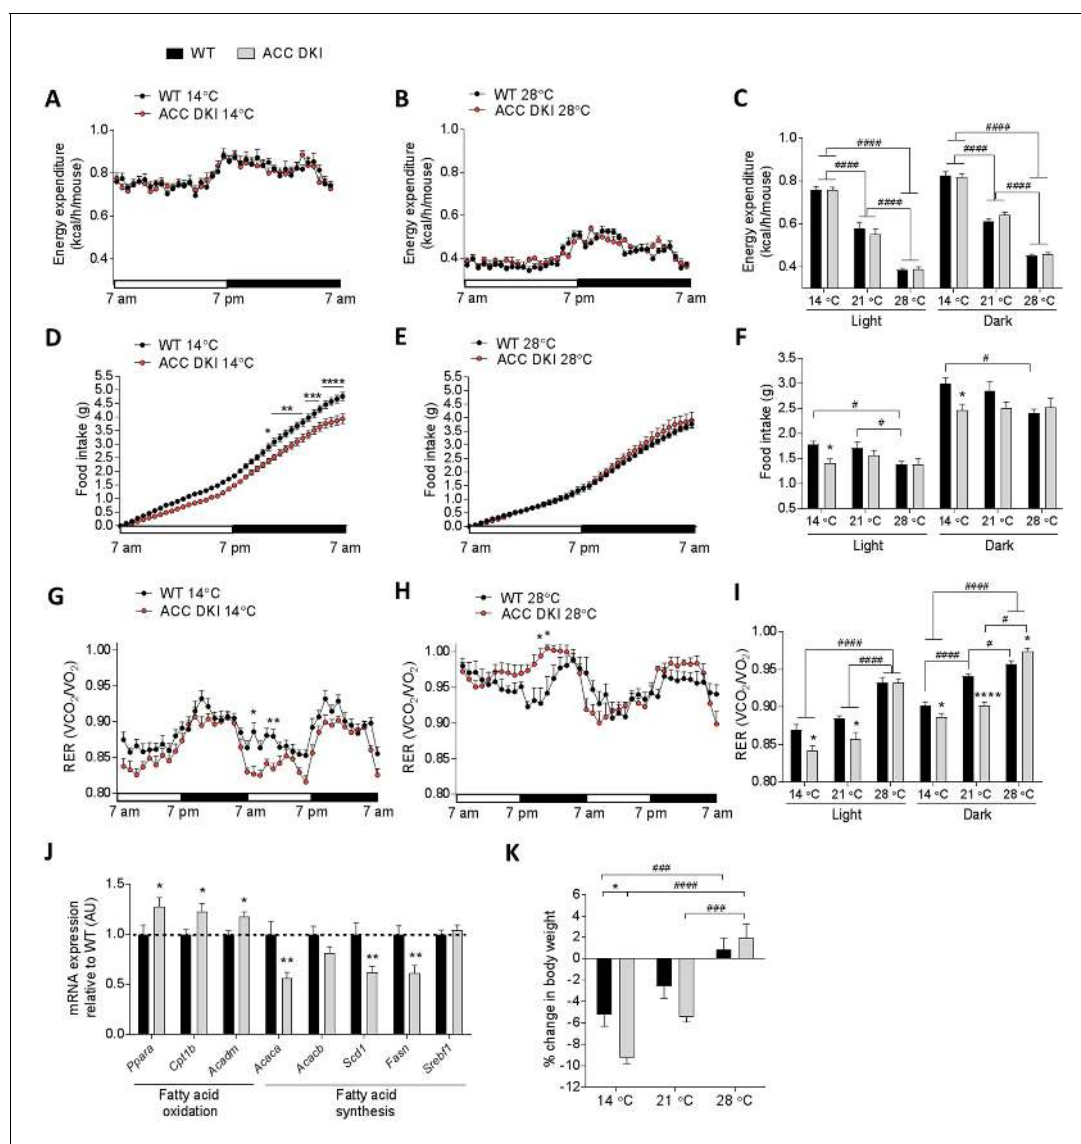 WT ACC DKI
A
WT 14°C
ACC DKI 14°C
Energy expenditure
(kcal/h/mouse)
1.0
0.8
0.6
0.4
7 am 7 pm 7 am
B
WT 28°C
ACC DKI 28°C
Energy expenditure
(kcal/h/mouse)
1.0
0.8
0.6
0.4
7 am 7 pm 7 am
C
Energy expenditure
(kcal/h/mouse)
1.0
0.8
0.6
0.4
####
####
####
####
####
####
14 °C 21 °C 28 °C 14 °C 21 °C 28 °C
Light Dark
D
WT 14°C
ACC DKI 14°C
Food intake (g)
5.5
5.0
4.5
4.0
3.5
3.0
2.5
2.0
1.5
1.0
0.5
0.0
* ** *** ****
7 am 7 pm 7 am
E
WT 28°C
ACC DKI 28°C
Food intake (g)
5.5
5.0
4.5
4.0
3.5
3.0
2.5
2.0
1.5
1.0
0.5
0.0
7 am 7 pm 7 am
F
Food intake (g)
3.5
3.0
2.5
2.0
1.5
1.0
0.5
#
#
#
* *
14 °C 21 °C 28 °C 14 °C 21 °C 28 °C
Light Dark
G
WT 14°C
ACC DKI 14°C
RER (VCO2/VO2)
1.00
0.95
0.90
0.85
0.80
* **
7 am 7 pm 7 am 7 pm 7 am
H
WT 28°C
ACC DKI 28°C
RER (VCO2/VO2)
1.00
0.95
0.90
0.85
0.80
* *
7 am 7 pm 7 am 7 pm 7 am
I
RER (VCO2/VO2)
1.00
0.95
0.90
0.85
0.80
####
####
####
####
#
#
* * * **** *
14 °C 21 °C 28 °C 14 °C 21 °C 28 °C
Light Dark
J
mRNA expression
relative to WT (AU)
1.5
1.0
0.5
0.0
* * * ** ** **
Ppara Cpt1b Acadm Acaca Acacb Scd1 Fasn Srebf1
Fatty acid
oxidation
Fatty acid
synthesis
K
% change in body weight
6
4
2
0
-2
-4
-6
-8
-10
-12
###
* ####
###
14 °C 21 °C 28 °C